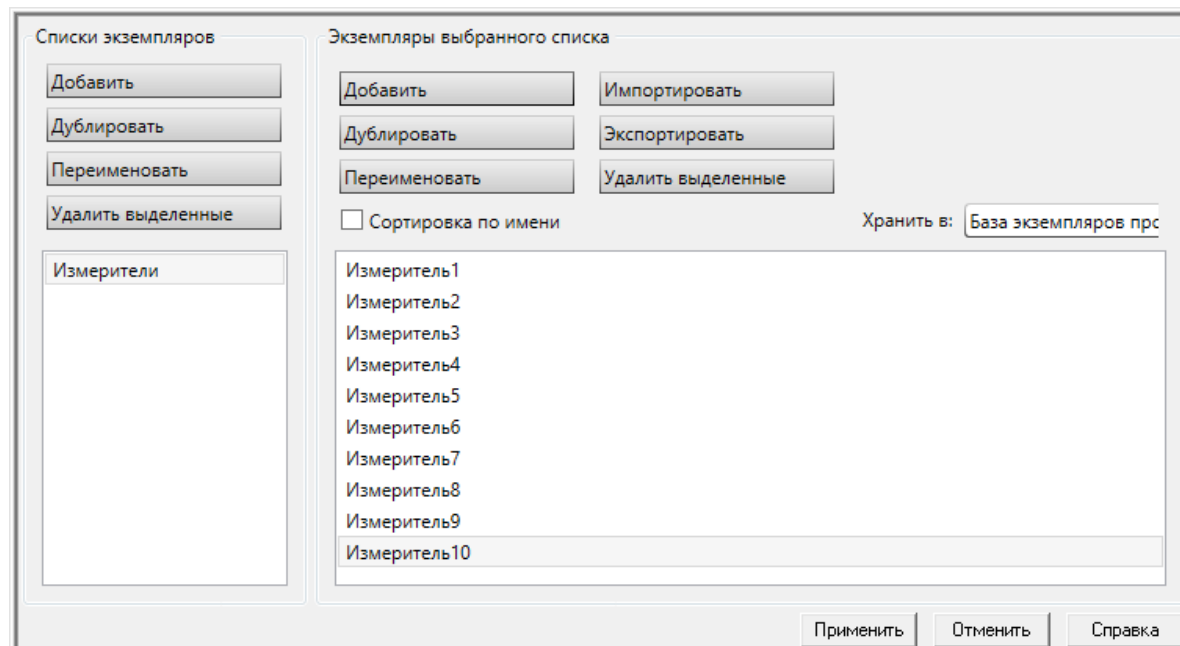 Списки экземпляров
Добавить
Дублировать
Переименовать
Удалить выделенные
Измерители
Экземпляры выбранного списка
Добавить
Импортировать
Дублировать
Экспортировать
Переименовать
Удалить выделенные
Сортировка по имени
Хранить в: База экземпляров про
Измеритель1
Измеритель2
Измеритель3
Измеритель4
Измеритель5
Измеритель6
Измеритель7
Измеритель8
Измеритель9
Измеритель10
Применить
Отменить
Справка